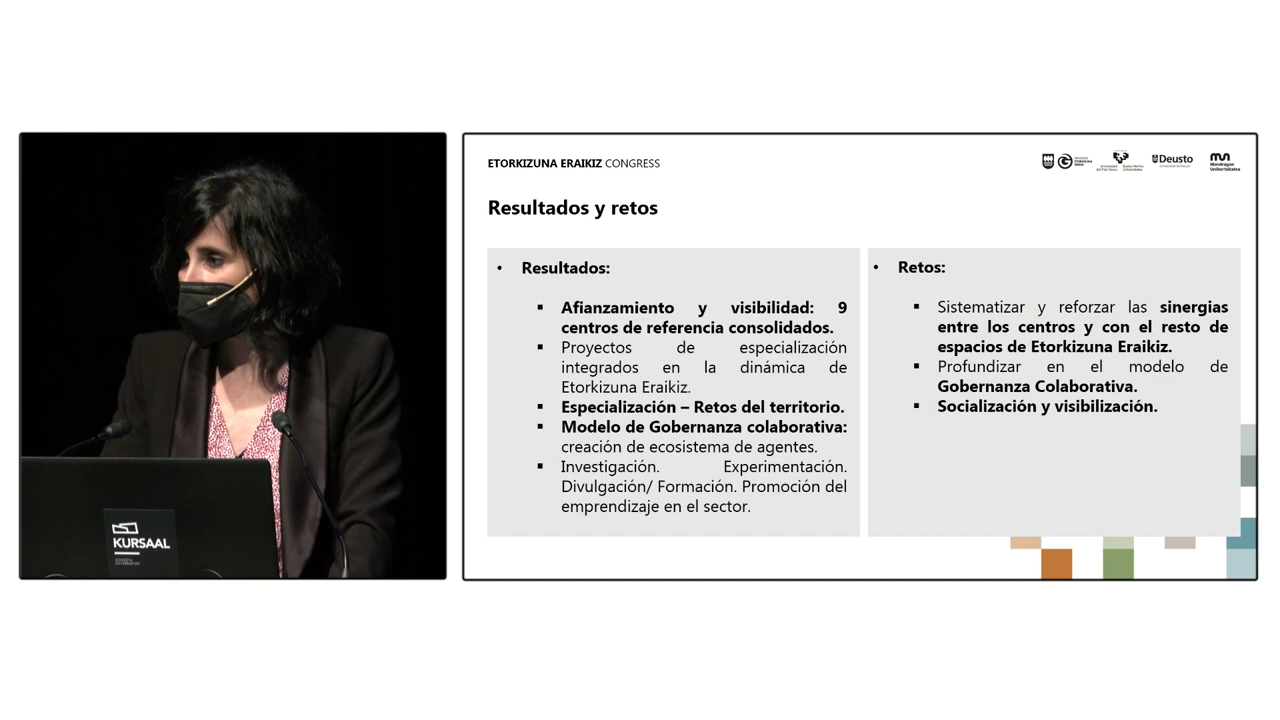 KURSAAL
ETORKIZUNA ERAIKIZ CONGRESS
Deusto
Mondragon
Unibertsitatea
Resultados y retos
• Resultados:
▪ Afianzamiento y visibilidad: 9
centros de referencia consolidados.
▪ Proyectos de especialización
integrados en la dinámica de
Etorkizuna Eraikiz.
▪ Especialización – Retos del territorio.
▪ Modelo de Gobernanza colaborativa:
creación de ecosistema de agentes.
▪ Investigación. Experimentación.
Divulgación/ Formación. Promoción del
emprendizaje en el sector.
• Retos:
▪ Sistematizar y reforzar las sinergias
entre los centros y con el resto de
espacios de Etorkizuna Eraikiz.
▪ Profundizar en el modelo de
Gobernanza Colaborativa.
▪ Socialización y visibilización.